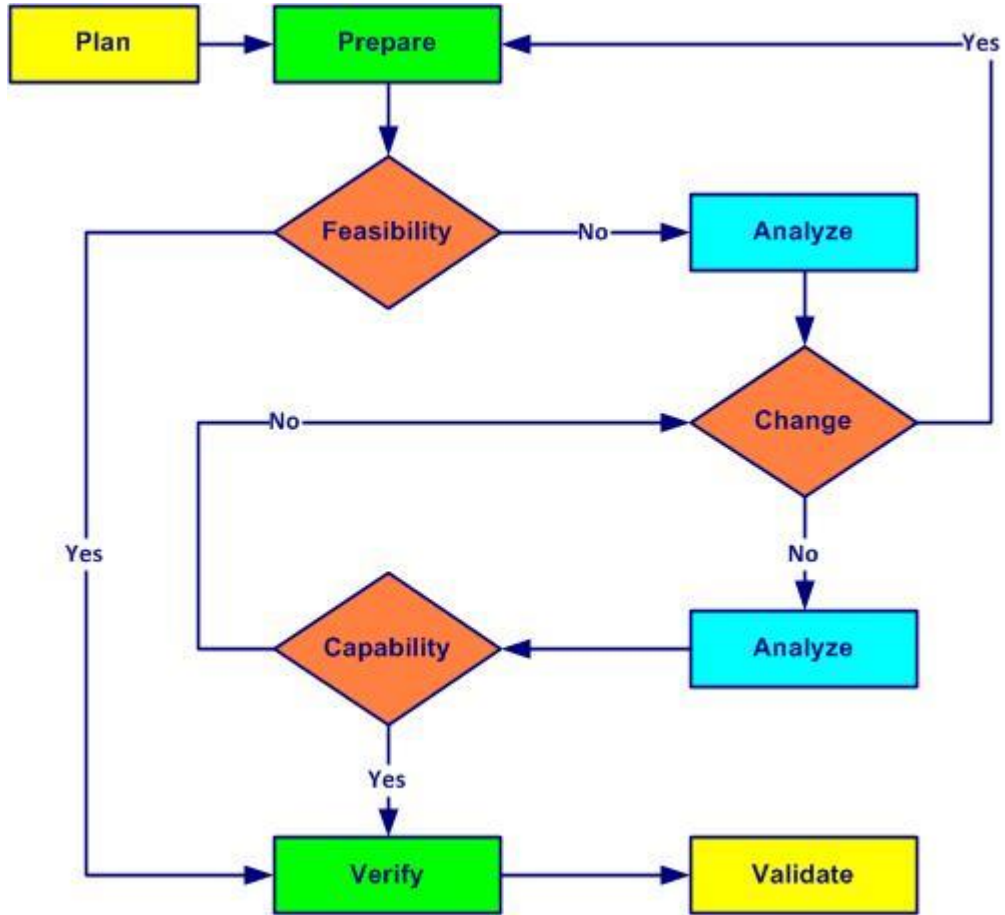 Plan
Prepare
Yes
Feasibility
No
Analyze
No
Change
Yes
No
Capability
Analyze
Yes
Verify
Validate